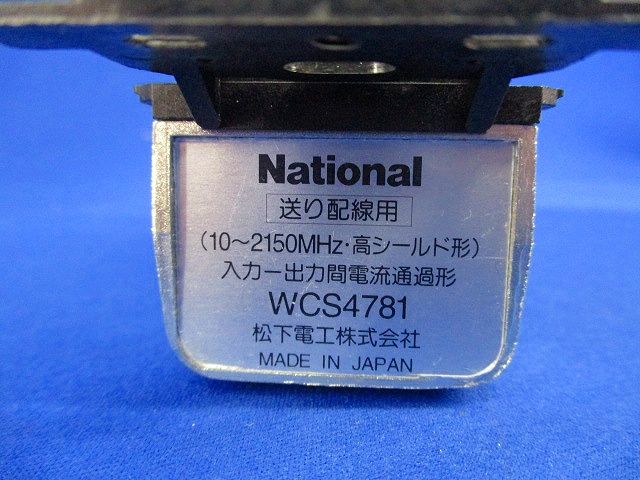 National
送り配線用
(10～2150MHz・高シールド形)
入力ー出力間電流通過形
WCS4781
松下電工株式会社
MADE IN JAPAN